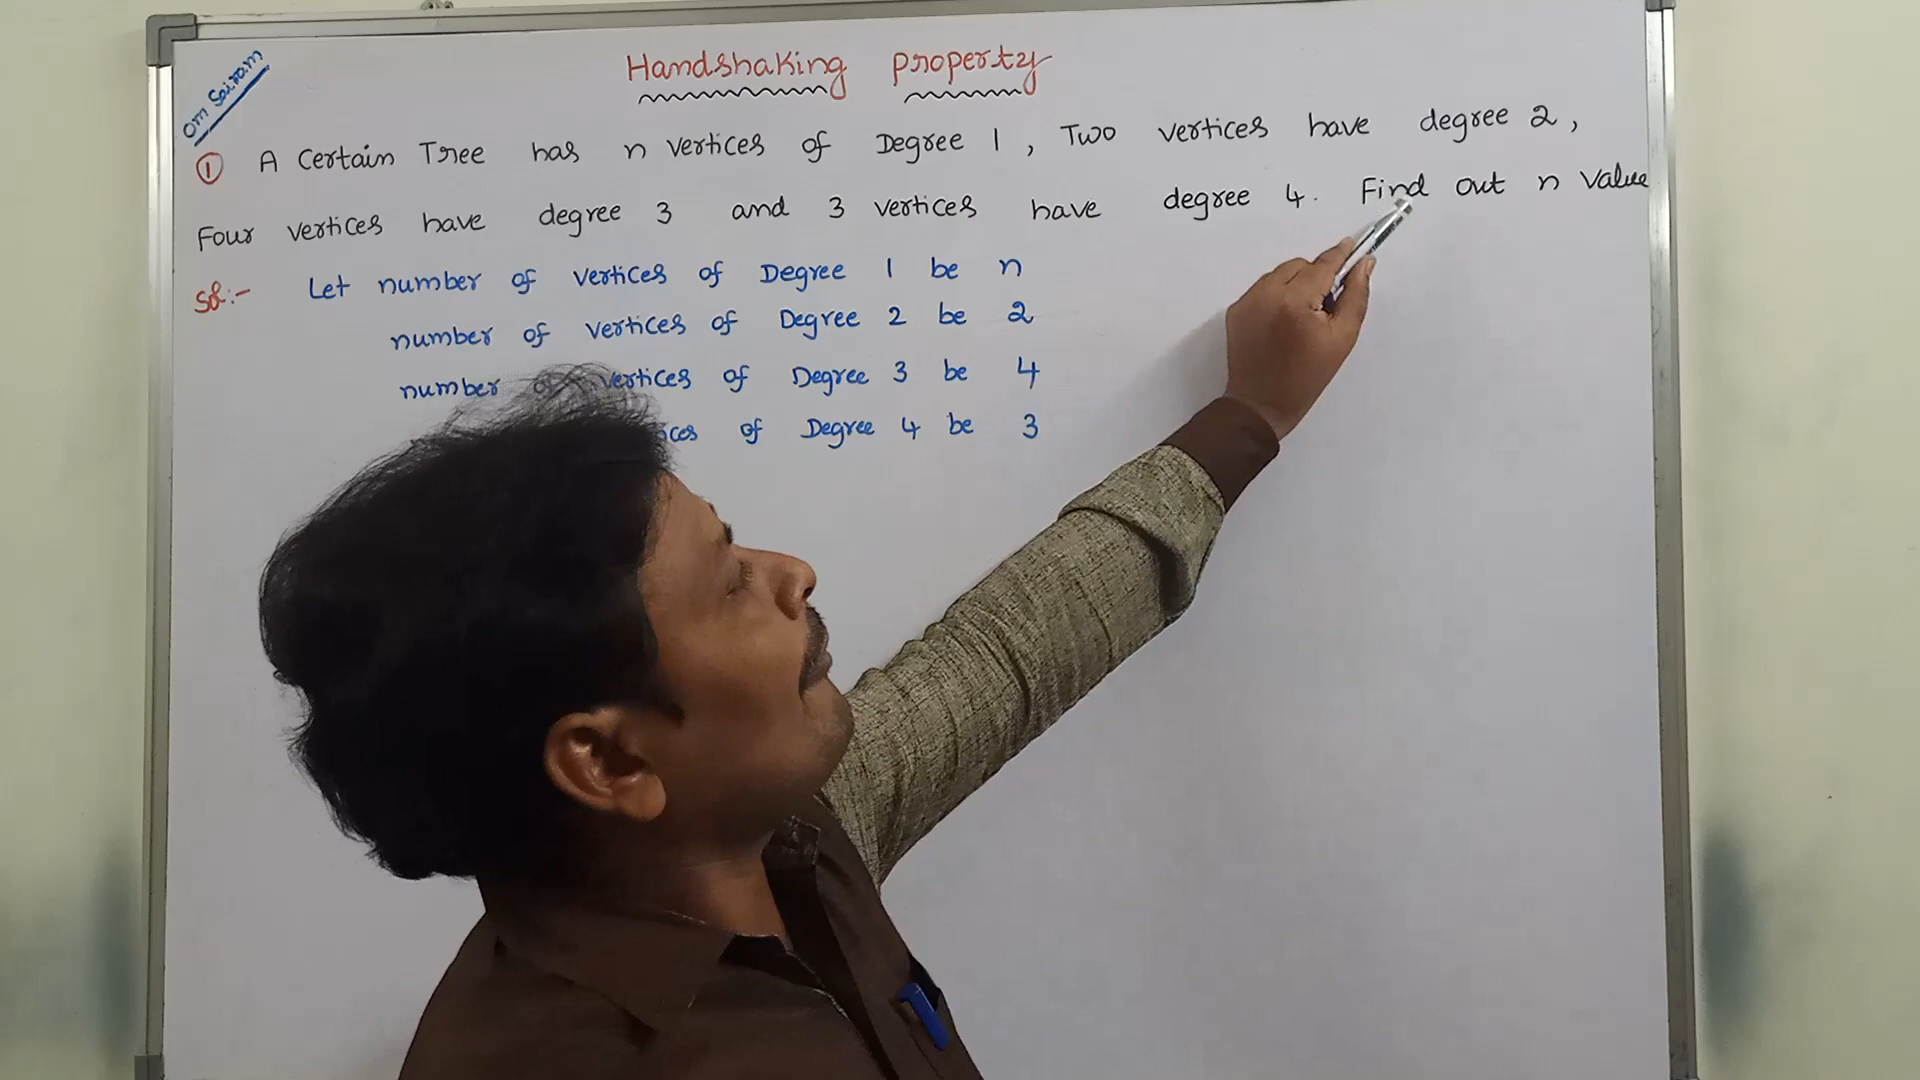 Om Sairam
Handshaking property
① A Certain Tree has n vertices of Degree 1, Two vertices have degree 2,
Four vertices have degree 3 and 3 vertices have degree 4. Find out n value
Sol:- Let number of vertices of Degree 1 be n
number of vertices of Degree 2 be 2
number vertices of Degree 3 be 4
of Degree 4 be 3